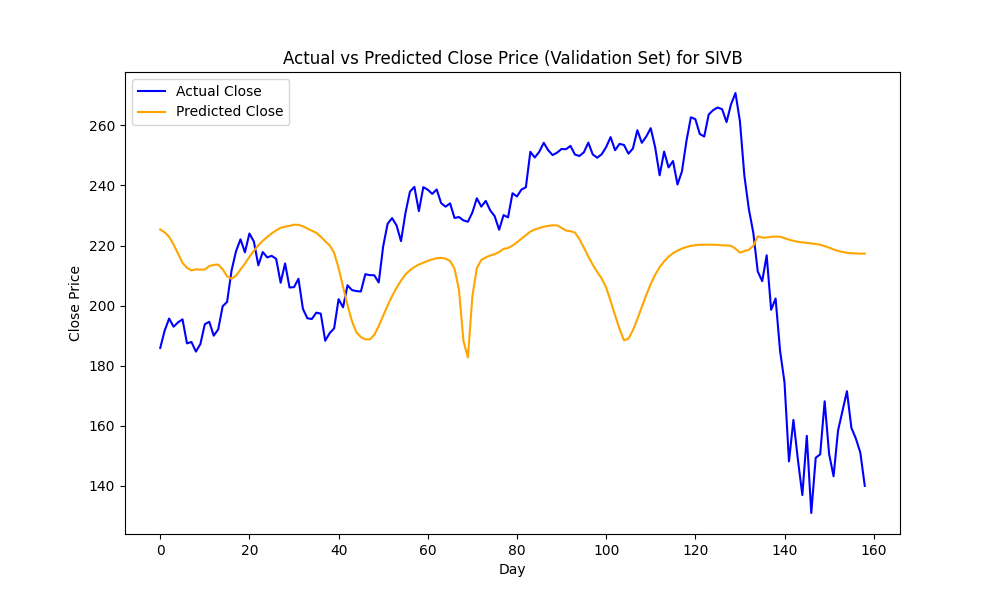 Actual vs Predicted Close Price (Validation Set) for SIVB
Actual Close
Predicted Close
Close Price
260
240
220
200
180
160
140
0 20 40 60 80 100 120 140 160
Day